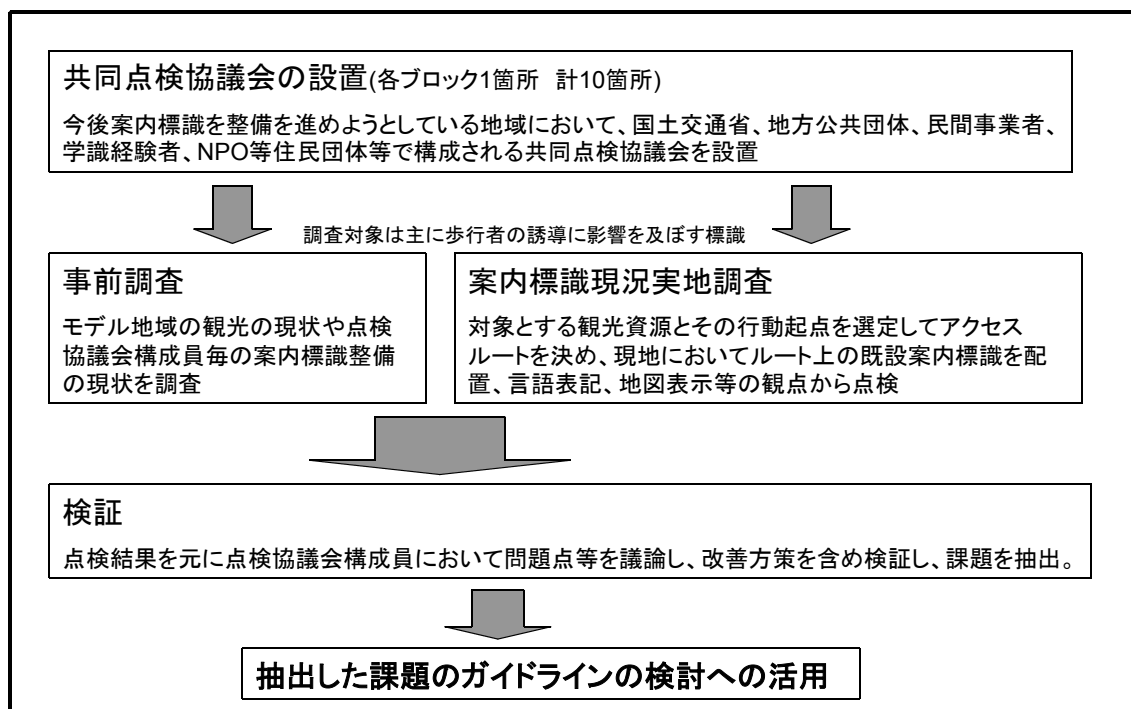 共同点検協議会の設置(各ブロック1箇所 計10箇所)
今後案内標識を整備を進めようとしている地域において、国土交通省、地方公共団体、民間事業者、
学識経験者、NPO等住民団体等で構成される共同点検協議会を設置
調査対象は主に歩行者の誘導に影響を及ぼす標識
事前調査
モデル地域の観光の現状や点検
協議会構成員毎の案内標識整備
の現状を調査
案内標識現況実地調査
対象とする観光資源とその行動起点を選定してアクセス
ルートを決め、現地においてルート上の既設案内標識を配
置、言語表記、地図表示等の観点から点検
検証
点検結果を元に点検協議会構成員において問題点等を議論し、改善方策を含め検証し、課題を抽出。
抽出した課題のガイドラインの検討への活用